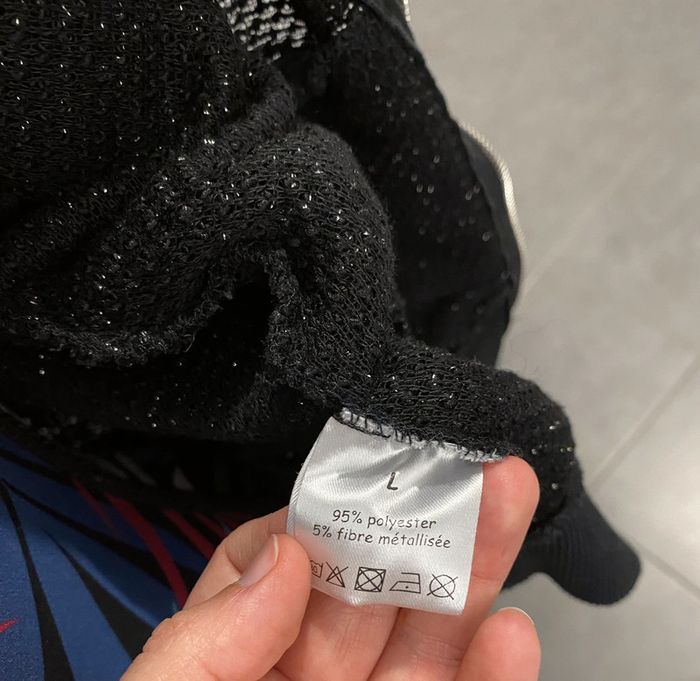 L
95% polyester
5% fibre métallisée